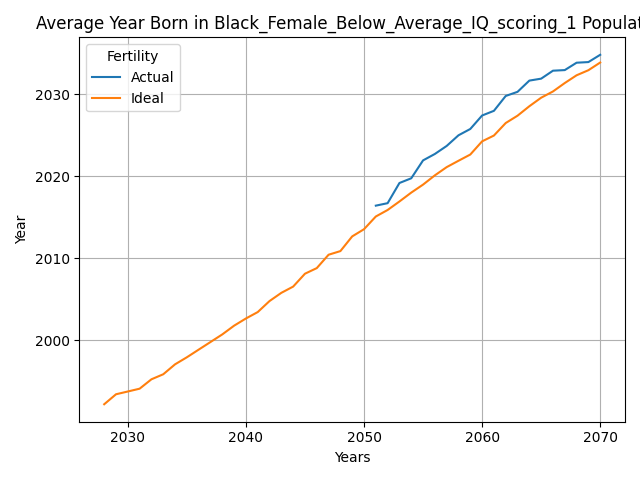 Average Year Born in Black_Female_Below_Average_IQ_scoring_1 Populat
Fertility
Actual
Ideal
Year
2030
2020
2010
2000
2030 2040 2050 2060 2070
Years